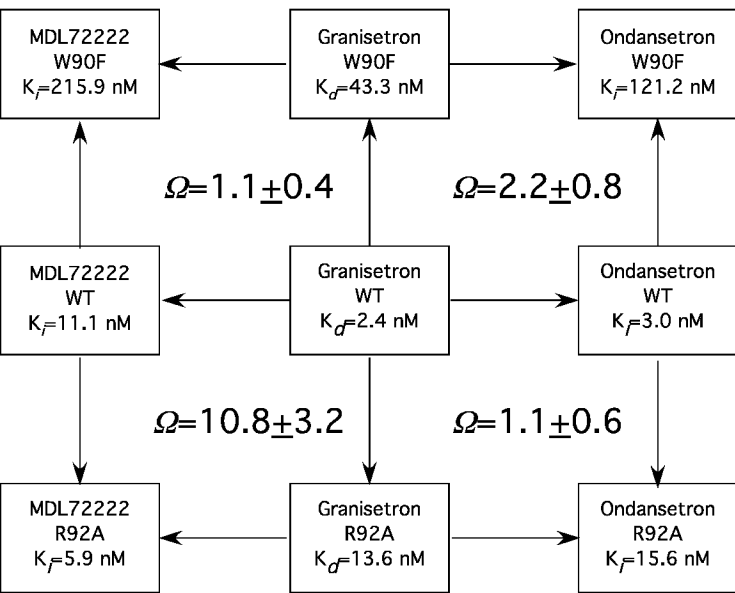 MDL72222
W90F
Ki=215.9 nM
Granisetron
W90F
Kd=43.3 nM
Ondansetron
W90F
Ki=121.2 nM
Ω=1.1±0.4
Ω=2.2±0.8
MDL72222
WT
Ki=11.1 nM
Granisetron
WT
Kd=2.4 nM
Ondansetron
WT
Ki=3.0 nM
Ω=10.8±3.2
Ω=1.1±0.6
MDL72222
R92A
Ki=5.9 nM
Granisetron
R92A
Kd=13.6 nM
Ondansetron
R92A
Ki=15.6 nM